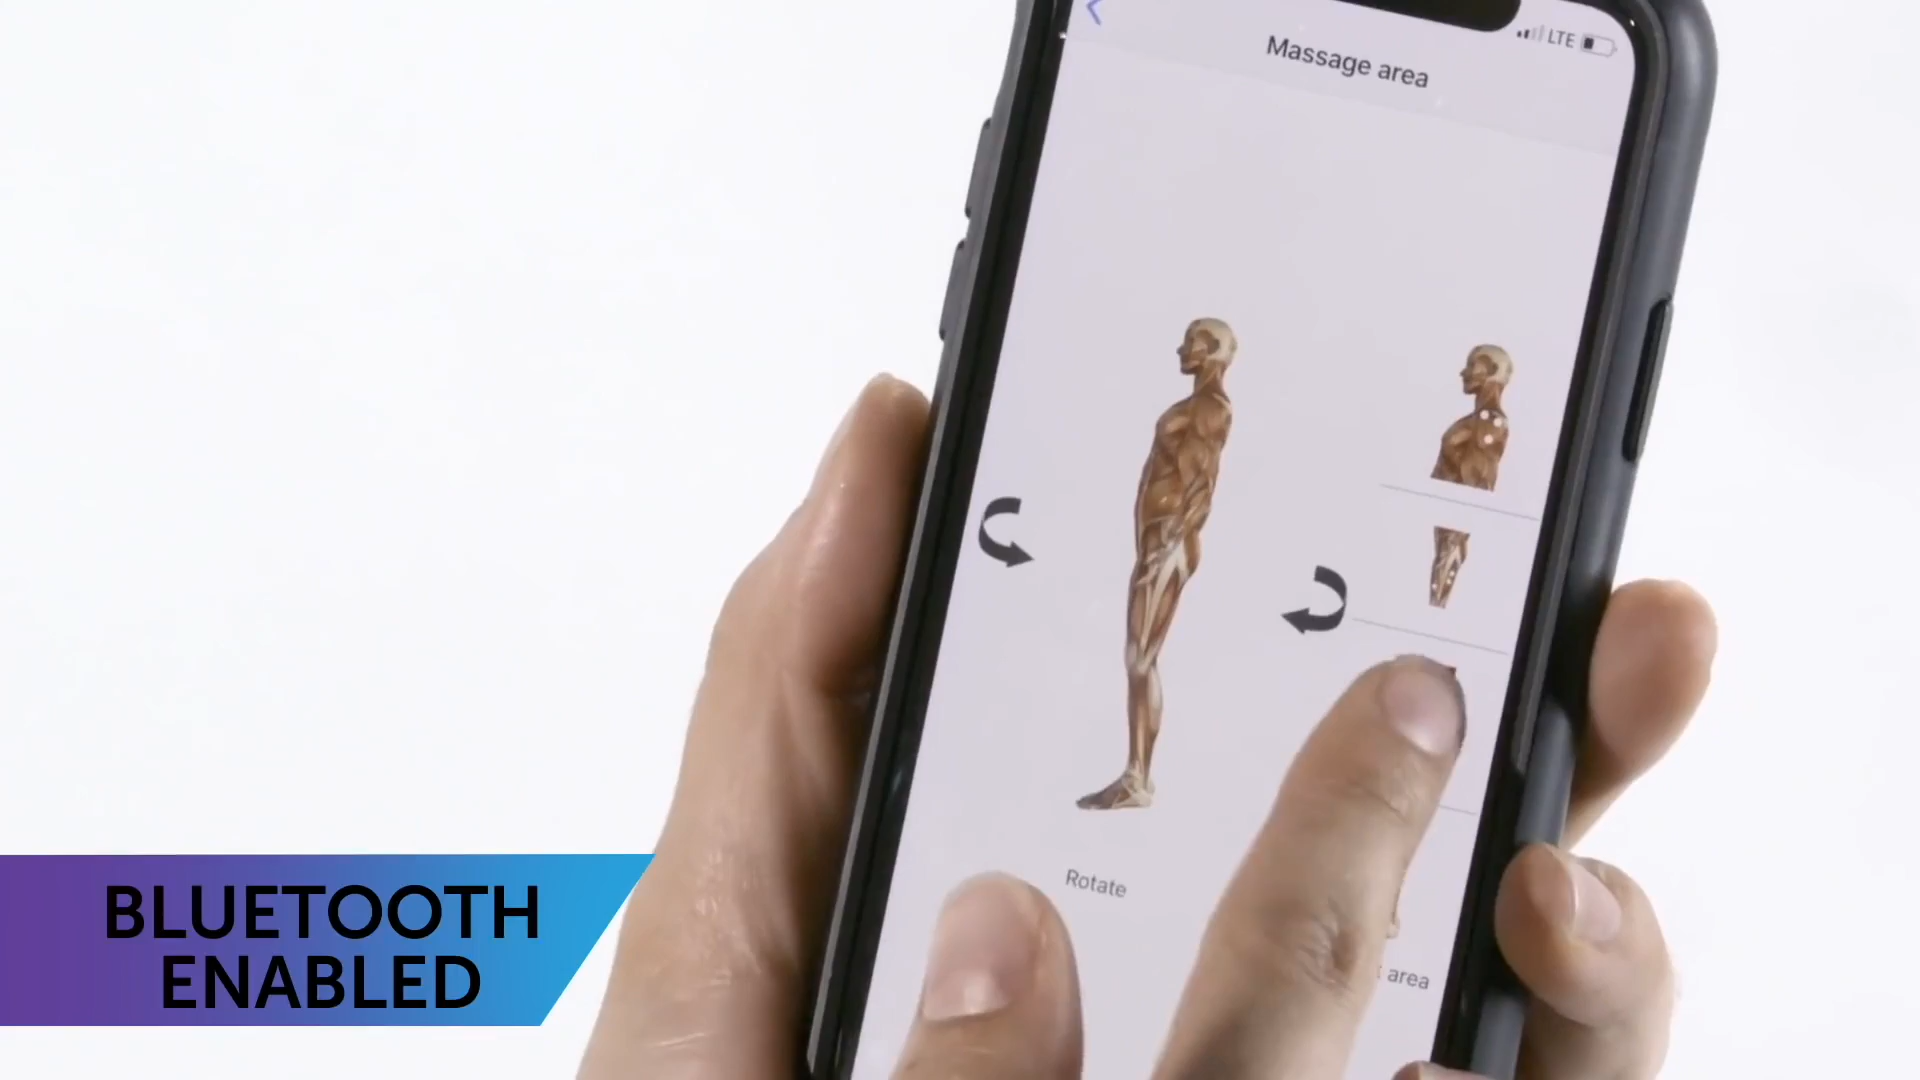 LTE
Massage area
Rotate
area
BLUETOOTH
ENABLED